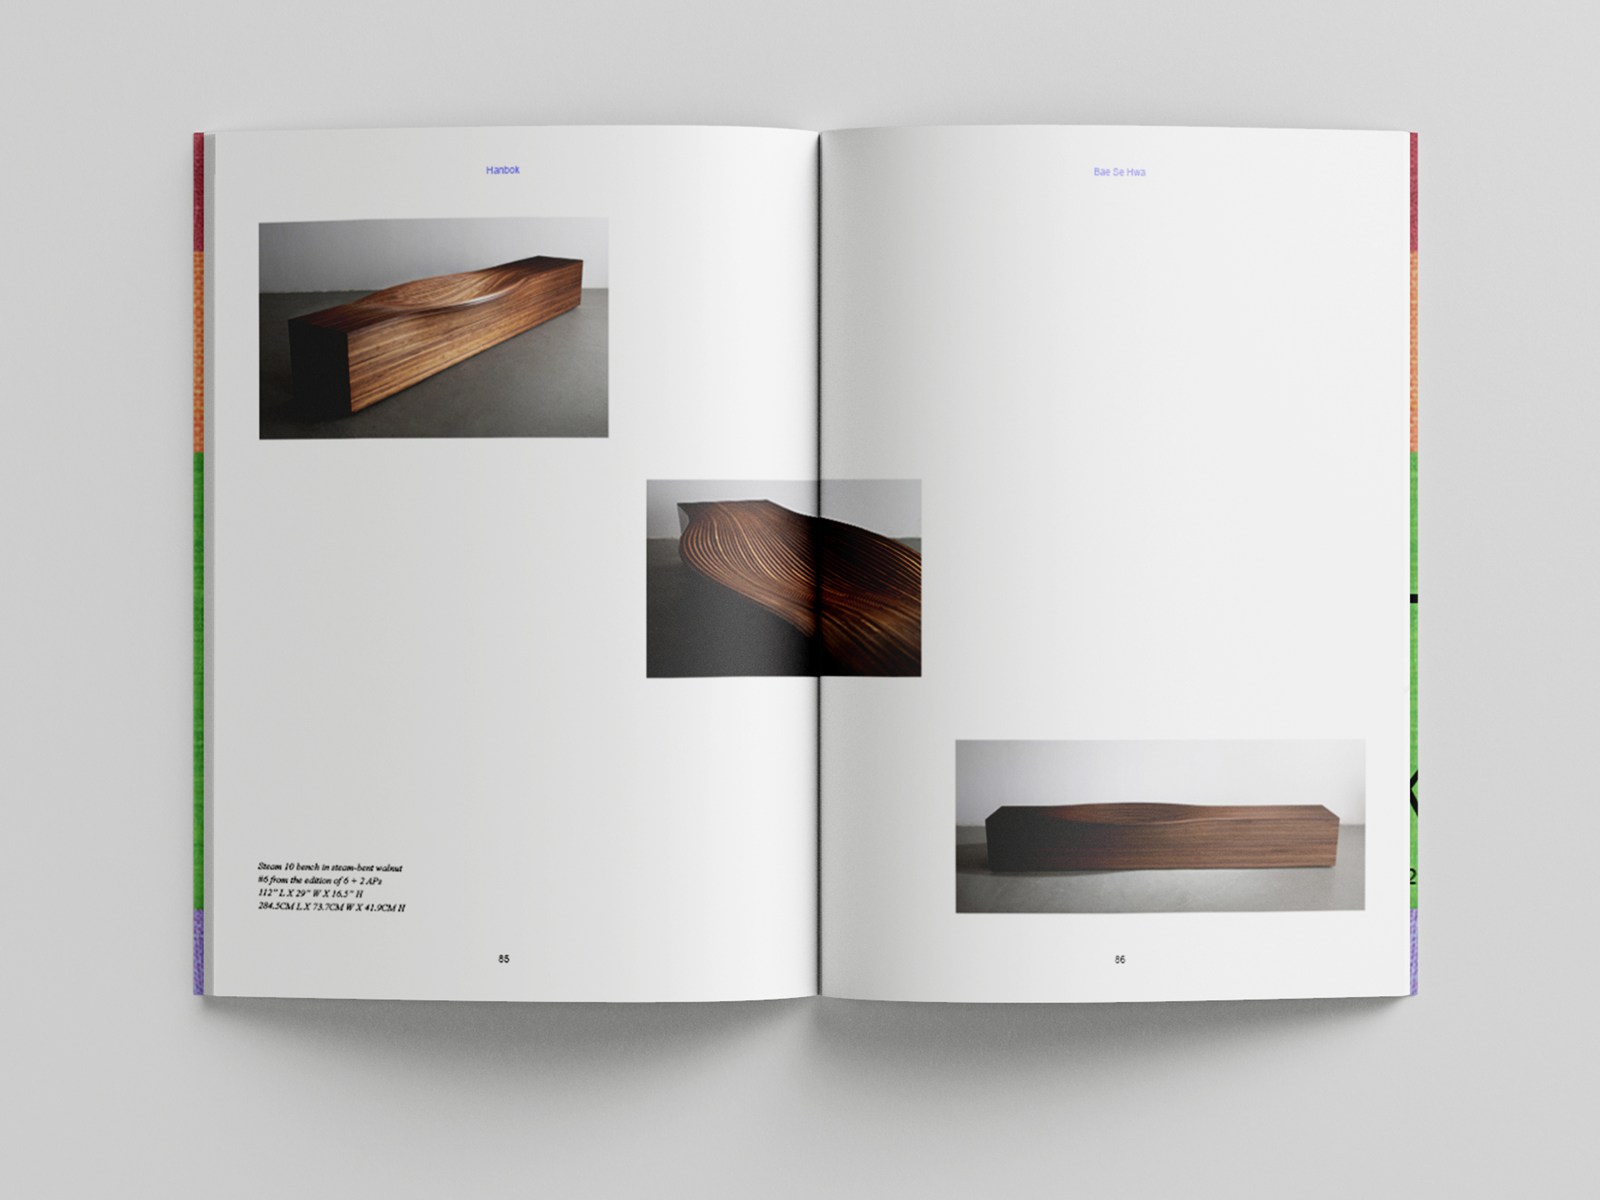 Hanbok
Bae Se Hwa
Steam 10 bench in steam-bent walnut
#6 from the edition of 6 + 2 APs
112" L X 29" W X 16.5" H
284.5CM L X 73.7CM W X 41.9CM H
85
86
2